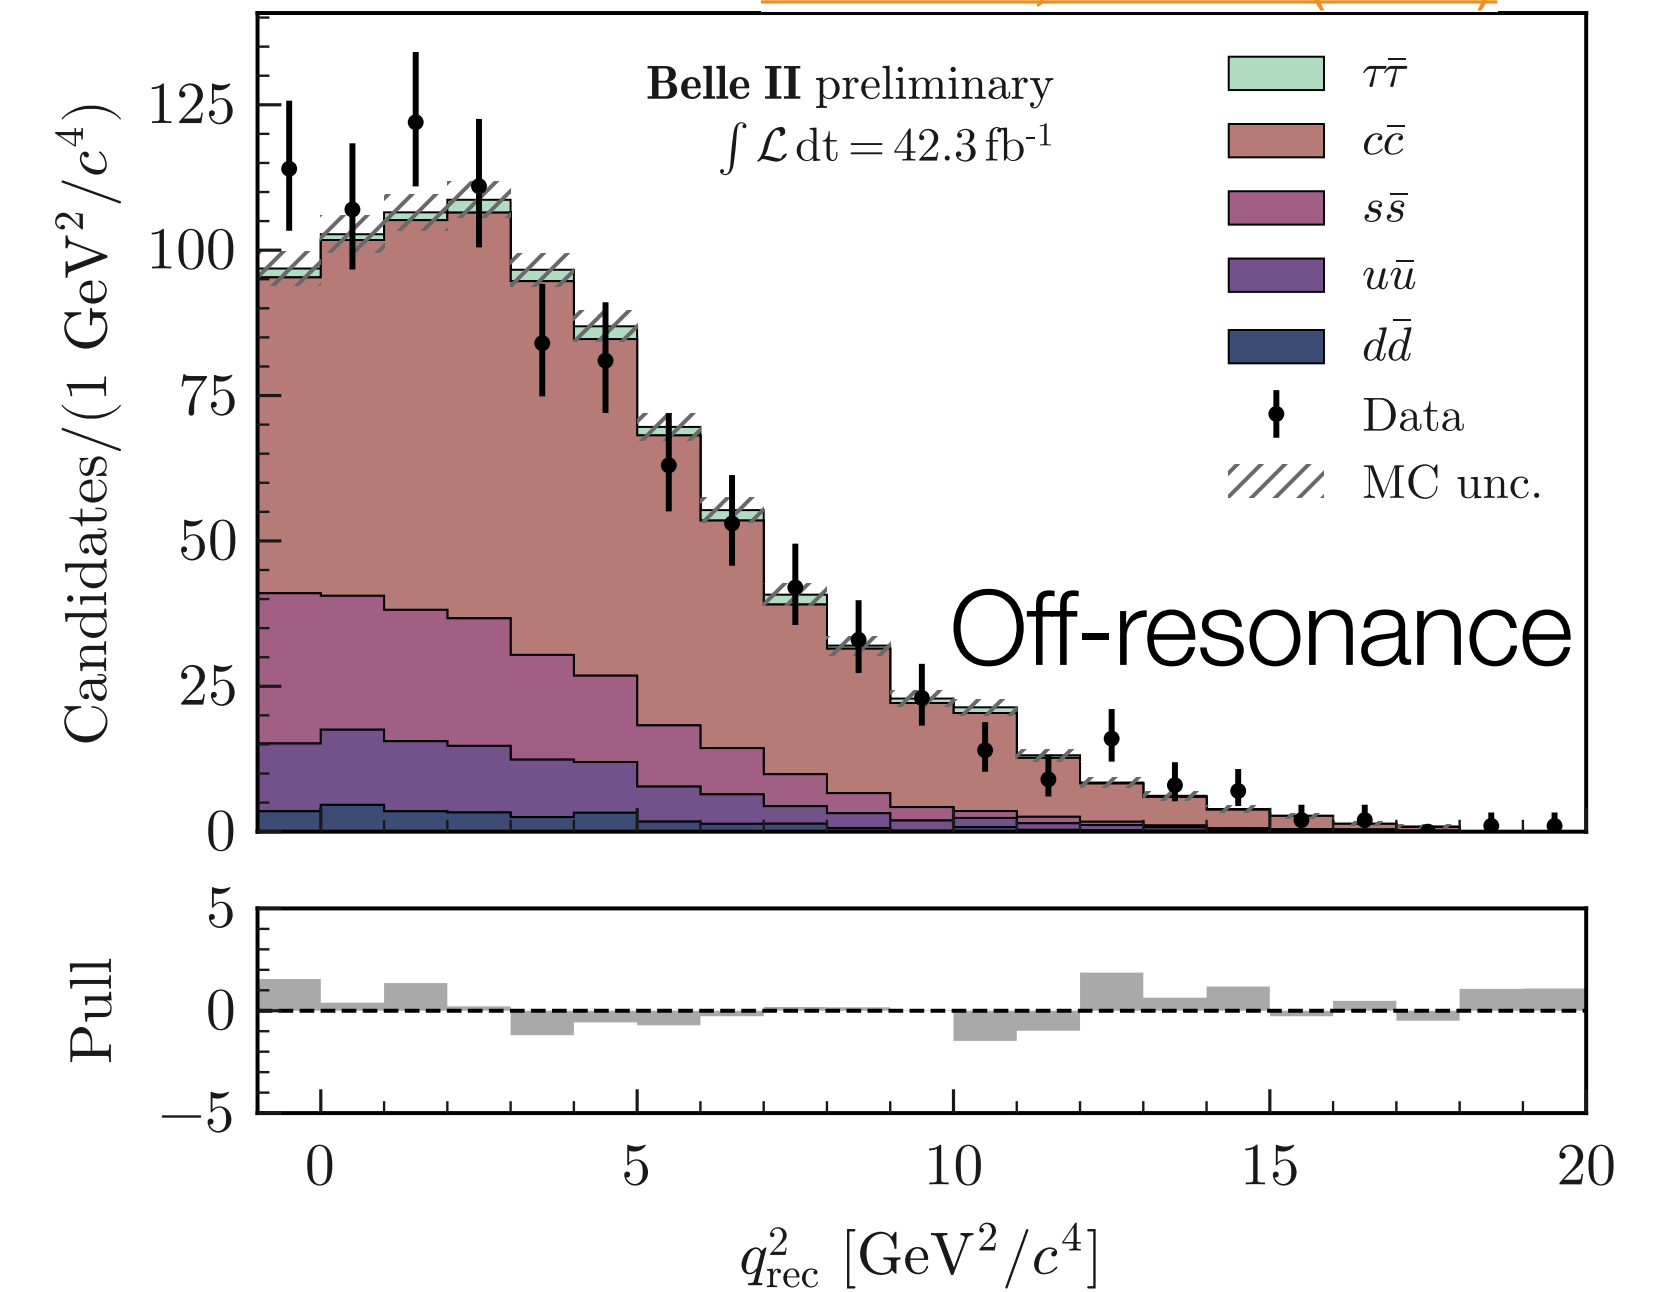 Belle II preliminary
∫ ℒ dt = 42.3 fb⁻¹
ττ̄
cc̄
ss̄
uū
dd̄
Data
MC unc.
Off-resonance
Candidates/(1 GeV²/c⁴)
125
100
75
50
25
0
Pull
5
0
−5
0 5 10 15 20
q²rec [GeV²/c⁴]